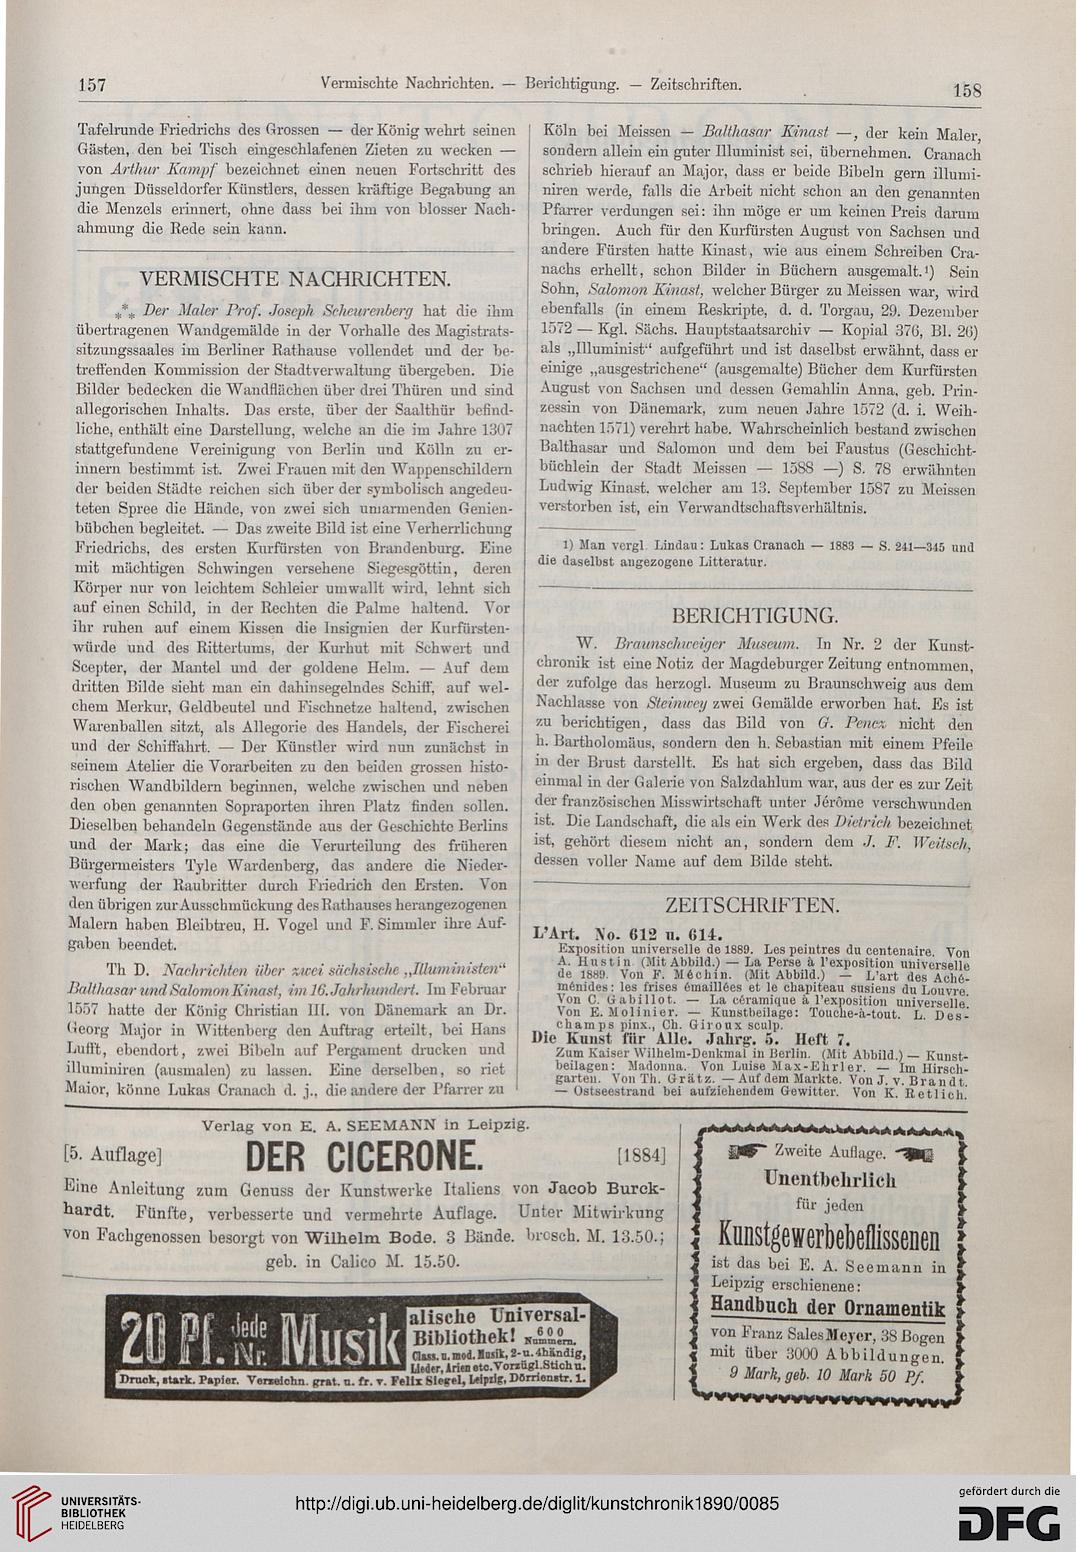 157
Vermischte Nachrichten. — Berichtigung. — Zeitschriften.
158
Tafelrunde Friedrichs des Grossen — der König wehrt seinen
Gästen, den bei Tisch eingeschlafenen Zieten zu wecken —
von Arthur Kampf bezeichnet einen neuen Fortschritt des
jungen Düsseldorfer Künstlers, dessen kräftige Begabung an
die Menzels erinnert, ohne dass bei ihm von blosser Nach-
ahmung die Rede sein kann.
VERMISCHTE NACHRICHTEN.
*** Der Maler Prof. Joseph Scheurenberg hat die ihm
übertragenen Wandgemälde in der Vorhalle des Magistrats-
sitzungssaales im Berliner Rathause vollendet und der be-
treffenden Kommission der Stadtverwaltung übergeben. Die
Bilder bedecken die Wandflächen über drei Thüren und sind
allegorischen Inhalts. Das erste, über der Saalthür befind-
liche, enthält eine Darstellung, welche an die im Jahre 1307
stattgefundene Vereinigung von Berlin und Kölln zu er-
innern bestimmt ist. Zwei Frauen mit den Wappenschildern
der beiden Städte reichen sich über der symbolisch angedeu-
teten Spree die Hände, von zwei sich umarmenden Genien-
bübchen begleitet. — Das zweite Bild ist eine Verherrlichung
Friedrichs, des ersten Kurfürsten von Brandenburg. Eine
mit mächtigen Schwingen versehene Siegesgöttin, deren
Körper nur von leichtem Schleier umwallt wird, lehnt sich
auf einen Schild, in der Rechten die Palme haltend. Vor
ihr ruhen auf einem Kissen die Insignien der Kurfürsten-
würde und des Rittertums, der Kurhut mit Schwert und
Scepter, der Mantel und der goldene Helm. — Auf dem
dritten Bilde sieht man ein dahinsegelndes Schiff, auf wel-
chem Merkur, Geldbeutel und Fischnetze haltend, zwischen
Warenballen sitzt, als Allegorie des Handels, der Fischerei
und der Schiffahrt. — Der Künstler wird nun zunächst in
seinem Atelier die Vorarbeiten zu den beiden grossen histo-
rischen Wandbildern beginnen, welche zwischen und neben
den oben genannten Sopraporten ihren Platz finden sollen.
Dieselben behandeln Gegenstände aus der Geschichte Berlins
und der Mark; das eine die Verurteilung des früheren
Bürgermeisters Tyle Wardenberg, das andere die Nieder-
werfung der Raubritter durch Friedrich den Ersten. Von
den übrigen zur Ausschmückung des Rathauses herangezogenen
Malern haben Bleibtreu, H. Vogel und F. Simmler ihre Auf-
gaben beendet.
Th D. Nachrichten über zwei sächsische „Illuministen“
Balthasar und Salomon Kinast, im 16. Jahrhundert. Im Februar
1557 hatte der König Christian III. von Dänemark an Dr.
Georg Major in Wittenberg den Auftrag erteilt, bei Hans
Lufft, ebendort, zwei Bibeln auf Pergament drucken und
illuminiren (ausmalen) zu lassen. Eine derselben, so riet
Maior, könne Lukas Cranach d. j., die andere der Pfarrer zu
Köln bei Meissen — Balthasar Kinast —, der kein Maler,
sondern allein ein guter Illuminist sei, übernehmen. Cranach
schrieb hierauf an Major, dass er beide Bibeln gern illumi-
niren werde, falls die Arbeit nicht schon an den genannten
Pfarrer verdungen sei: ihn möge er um keinen Preis darum
bringen. Auch für den Kurfürsten August von Sachsen und
andere Fürsten hatte Kinast, wie aus einem Schreiben Cra-
nachs erhellt, schon Bilder in Büchern ausgemalt.1) Sein
Sohn, Salomon Kinast, welcher Bürger zu Meissen war, wird
ebenfalls (in einem Reskripte, d. d. Torgau, 29. Dezember
1572 — Kgl. Sächs. Hauptstaatsarchiv — Kopial 376, Bl. 26)
als „Illuminist“ aufgeführt und ist daselbst erwähnt, dass er
einige „ausgestrichene“ (ausgemalte) Bücher dem Kurfürsten
August von Sachsen und dessen Gemahlin Anna, geb. Prin-
zessin von Dänemark, zum neuen Jahre 1572 (d. i. Weih-
nachten 1571) verehrt habe. Wahrscheinlich bestand zwischen
Balthasar und Salomon und dem bei Faustus (Geschicht-
büchlein der Stadt Meissen — 1588 —) S. 78 erwähnten
Ludwig Kinast, welcher am 13. September 1587 zu Meissen
verstorben ist, ein Verwandtschaftsverhältnis.
1) Man vergl. Lindau: Lukas Cranach — 1883 — S. 241—345 und
die daselbst angezogene Litteratur.
BERICHTIGUNG.
W. Braunschweiger Museum. In Nr. 2 der Kunst-
chronik ist eine Notiz der Magdeburger Zeitung entnommen,
der zufolge das herzogl. Museum zu Braunschweig aus dem
Nachlasse von Steinwey zwei Gemälde erworben hat. Es ist
zu berichtigen, dass das Bild von G. Pencz nicht den
h. Bartholomäus, sondern den h. Sebastian mit einem Pfeile
in der Brust darstellt. Es hat sich ergeben, dass das Bild
einmal in der Galerie von Salzdahlum war, aus der es zur Zeit
der französischen Misswirtschaft unter Jérôme verschwunden
ist. Die Landschaft, die als ein Werk des Dietrich bezeichnet
ist, gehört diesem nicht an, sondern dem J. F. Weitsch,
dessen voller Name auf dem Bilde steht.
ZEITSCHRIFTEN.
L'Art. No. 612 u. 614.
Exposition universelle de 1889. Les peintres du centenaire. Von
A. Hustin. (Mit Abbild.) — La Perse à l'exposition universelle
de 1889. Von F. Méchin. (Mit Abbild.) — L'art des Aché-
ménides: les frises émaillées et le chapiteau susiens du Louvre.
Von C. Gabillot. — La céramique à l'exposition universelle.
Von E. Molinier. — Kunstbeilage: Touche-à-tout. L. Des-
champs pinx., Ch. Giroux sculp.
Die Kunst für Alle. Jahrg. 5. Heft 7.
Zum Kaiser Wilhelm-Denkmal in Berlin. (Mit Abbild.) — Kunst-
beilagen: Madonna. Von Luise Max-Ehrler. — Im Hirsch-
garten. Von Th. Grätz. — Auf dem Markte. Von J. v. Brandt.
— Ostseestrand bei aufziehendem Gewitter. Von K. Retlich.
Verlag von E. A. SEEMANN in Leipzig.
[5. Auflage] DER CICERONE. [1884]
Eine Anleitung zum Genuss der Kunstwerke Italiens von Jacob Burck-
hardt. Fünfte, verbesserte und vermehrte Auflage. Unter Mitwirkung
von Fachgenossen besorgt von Wilhelm Bode. 3 Bände. brosch. M. 13.50.;
geb. in Calico M. 15.50.
20 Pf. Jede Nr. Musik alische Universal-
Bibliothek! 600 Nummern.
Class. u. mod. Musik, 2- u. 4händig,
Lieder, Arien etc. Vorzügl. Stich u.
Druck, stark. Papier. Verzeichn. grat. u. fr. v. Felix Siegel, Leipzig, Dörrienstr. 1.
Zweite Auflage.
Unentbehrlich
für jeden
Kunstgewerbebeflissenen
ist das bei E. A. Seemann in
Leipzig erschienene:
Handbuch der Ornamentik
von Franz Sales Meyer, 38 Bogen
mit über 3000 Abbildungen.
9 Mark, geb. 10 Mark 50 Pf.
UNIVERSITÄTS-
BIBLIOTHEK
HEIDELBERG
http://digi.ub.uni-heidelberg.de/diglit/kunstchronik1890/0085
gefördert durch die
DFG